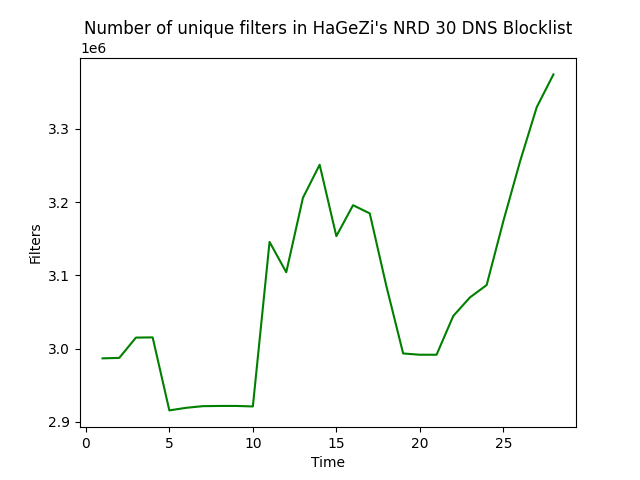 Number of unique filters in HaGeZi's NRD 30 DNS Blocklist
1e6
3.3
3.2
3.1
3.0
2.9
Filters
0 5 10 15 20 25
Time